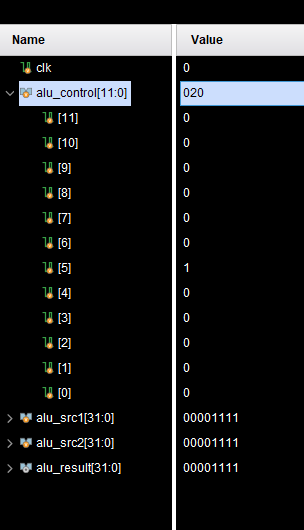 Name Value
clk 0
alu_control[11:0] 020
[11] 0
[10] 0
[9] 0
[8] 0
[7] 0
[6] 0
[5] 1
[4] 0
[3] 0
[2] 0
[1] 0
[0] 0
alu_src1[31:0] 00001111
alu_src2[31:0] 00001111
alu_result[31:0] 00001111